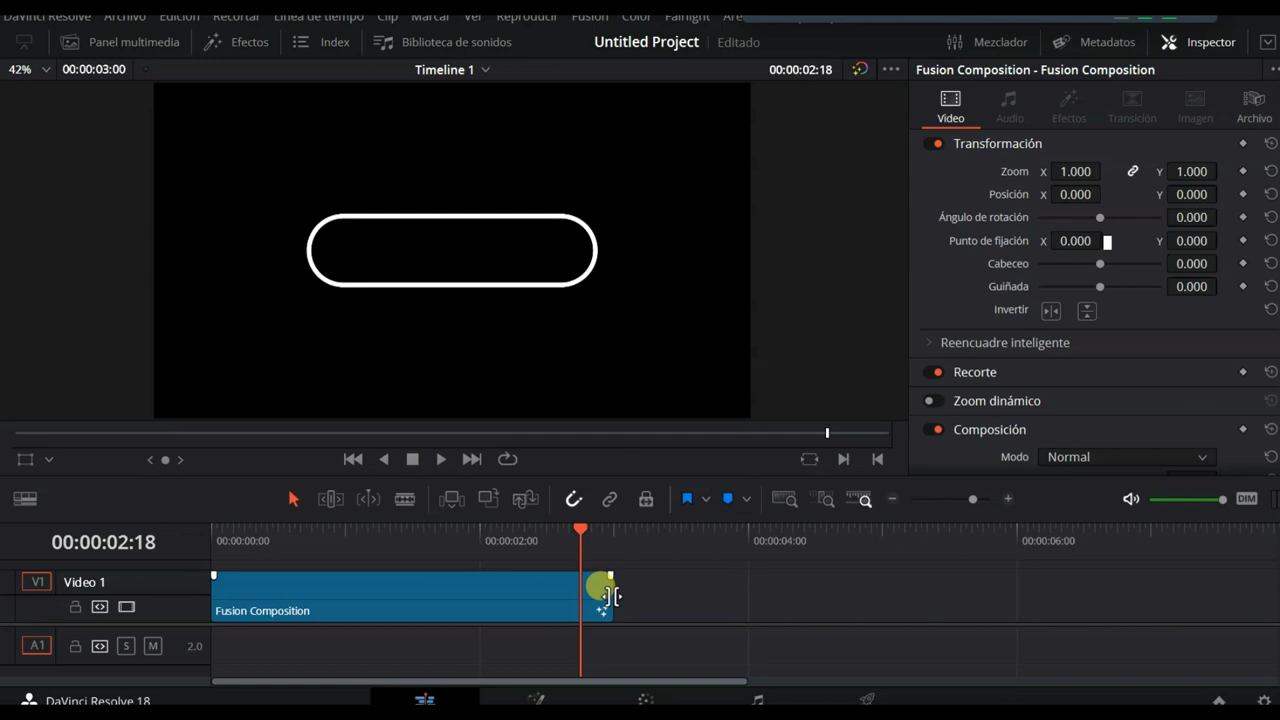 DaVinci Resolve Archivo Edición Recortar Línea de tiempo Clip Marcar Ver Reproducir Fusion Color Fairlight
Panel multimedia Efectos Index Biblioteca de sonidos Untitled Project Editado Mezclador Metadatos Inspector
42% 00:00:03:00 Timeline 1 00:00:02:18 Fusion Composition - Fusion Composition
Video Audio Efectos Transición Imagen Archivo
Transformación
Zoom X 1.000 Y 1.000
Posición X 0.000 Y 0.000
Ángulo de rotación 0.000
Punto de fijación X 0.000 Y 0.000
Cabeceo 0.000
Guiñada 0.000
Invertir
Reencuadre inteligente
Recorte
Zoom dinámico
Composición
Modo Normal
DIM
00:00:02:18 00:00:00:00 00:00:02:00 00:00:04:00 00:00:06:00
V1 Video 1
Fusion Composition
A1 S M 2.0
DaVinci Resolve 18